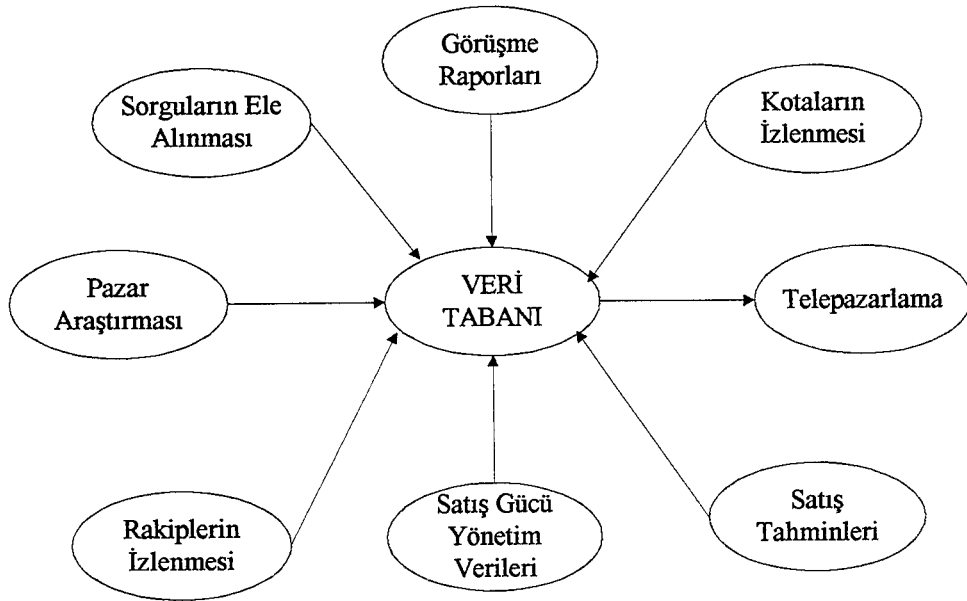 Görüşme
Raporları
Sorguların Ele
Alınması
Kotaların
İzlenmesi
Pazar
Araştırması
VERİ
TABANI
Telepazarlama
Rakiplerin
İzlenmesi
Satış Gücü
Yönetim
Verileri
Satış
Tahminleri